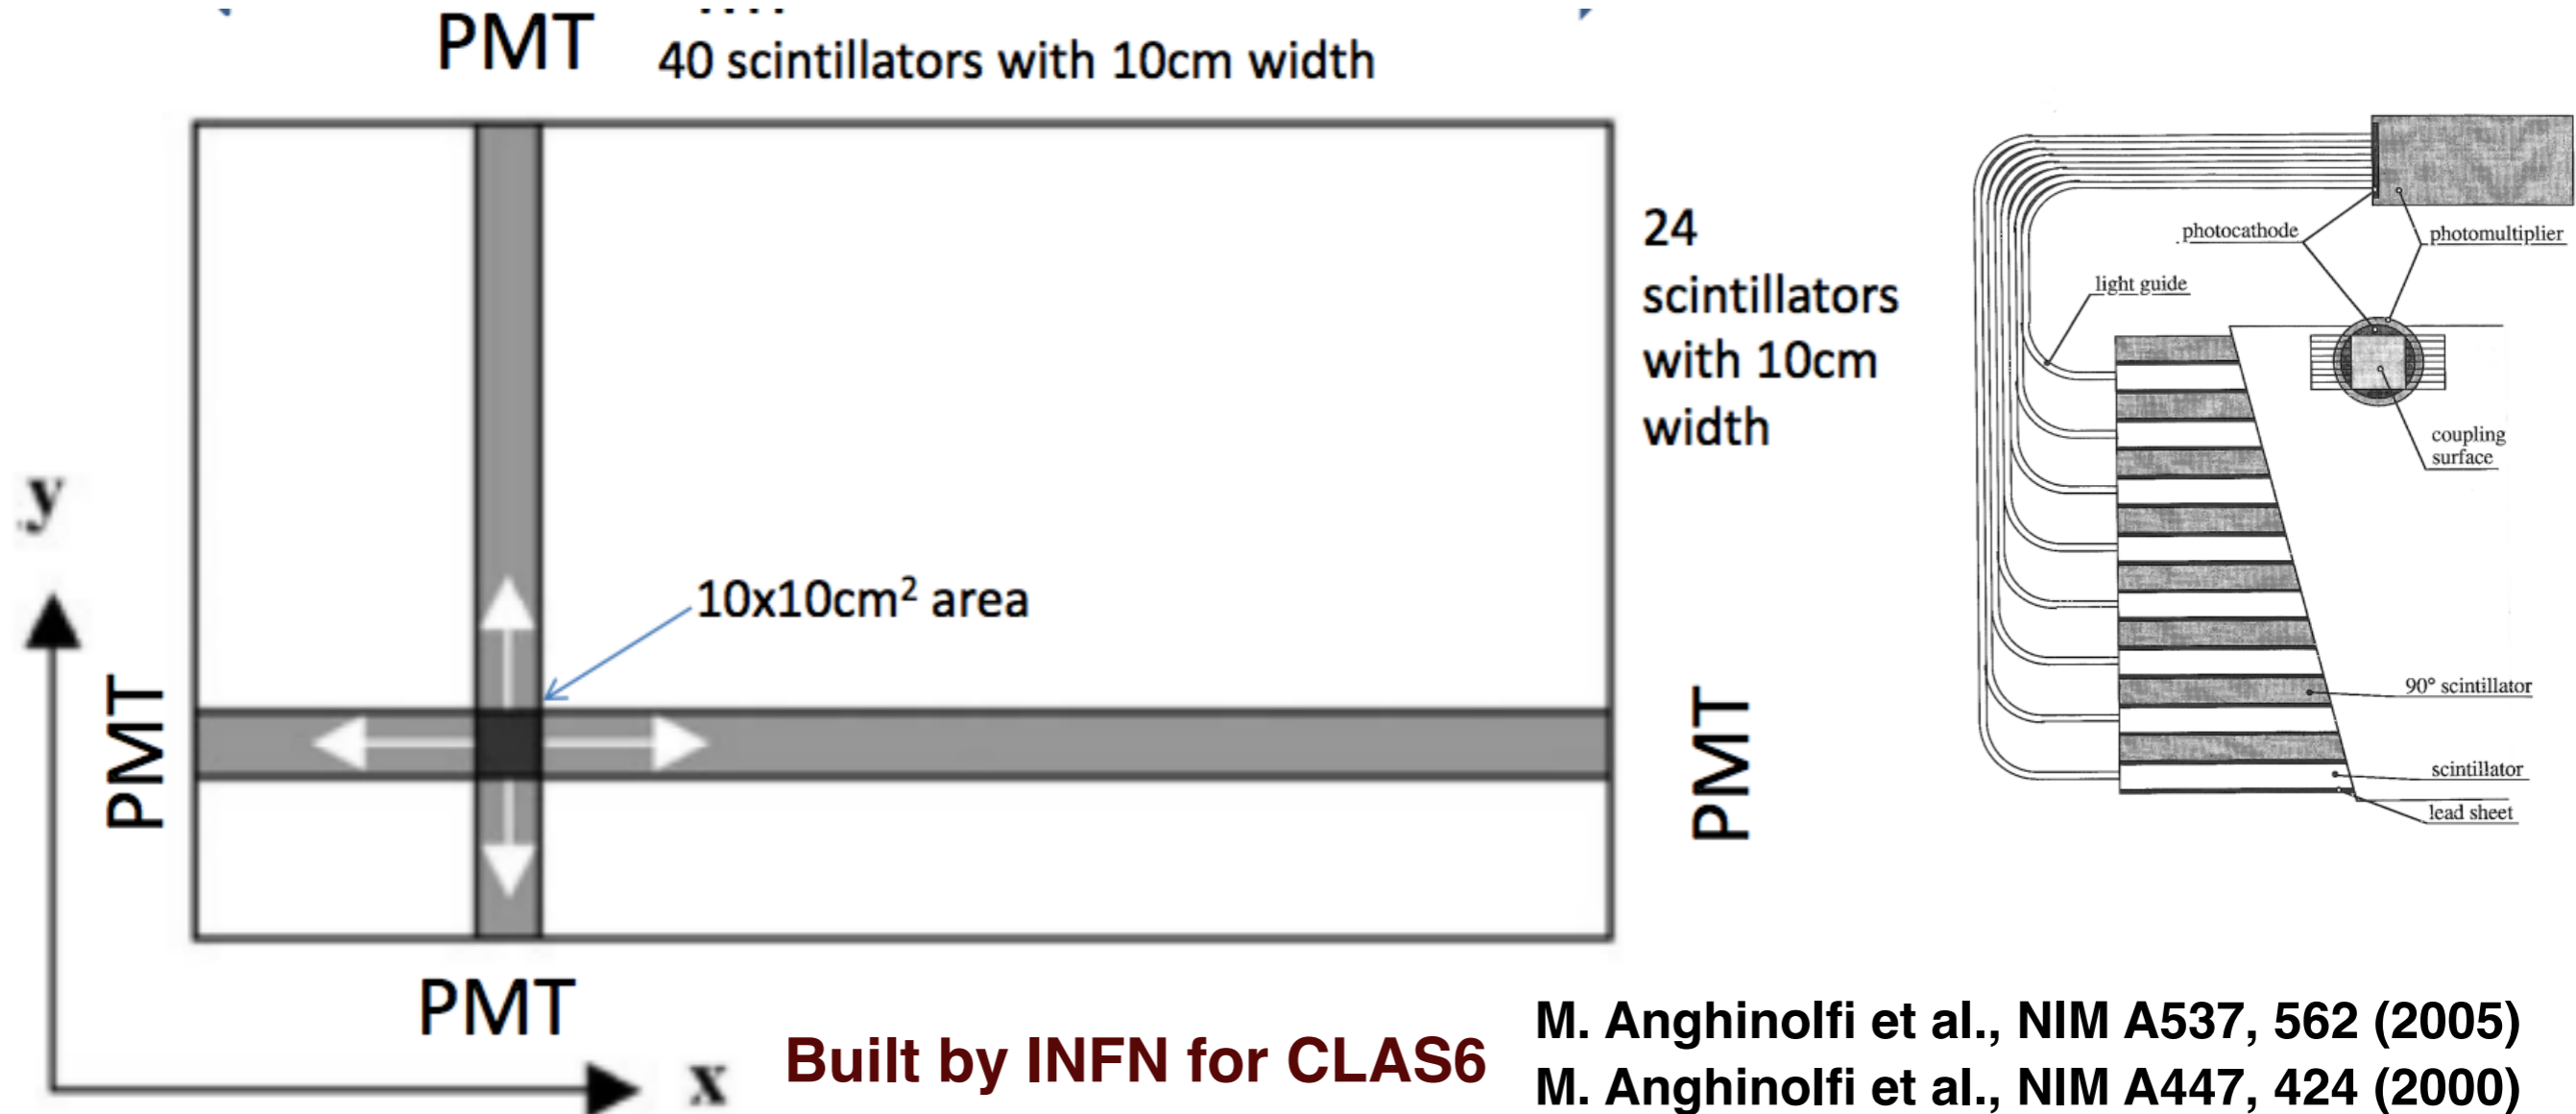 PMT
40 scintillators with 10cm width
24
scintillators
with 10cm
width
10x10cm² area
y
PMT
PMT
PMT
x
photocathode
photomultiplier
light guide
coupling
surface
90° scintillator
scintillator
lead sheet
Built by INFN for CLAS6
M. Anghinolfi et al., NIM A537, 562 (2005)
M. Anghinolfi et al., NIM A447, 424 (2000)